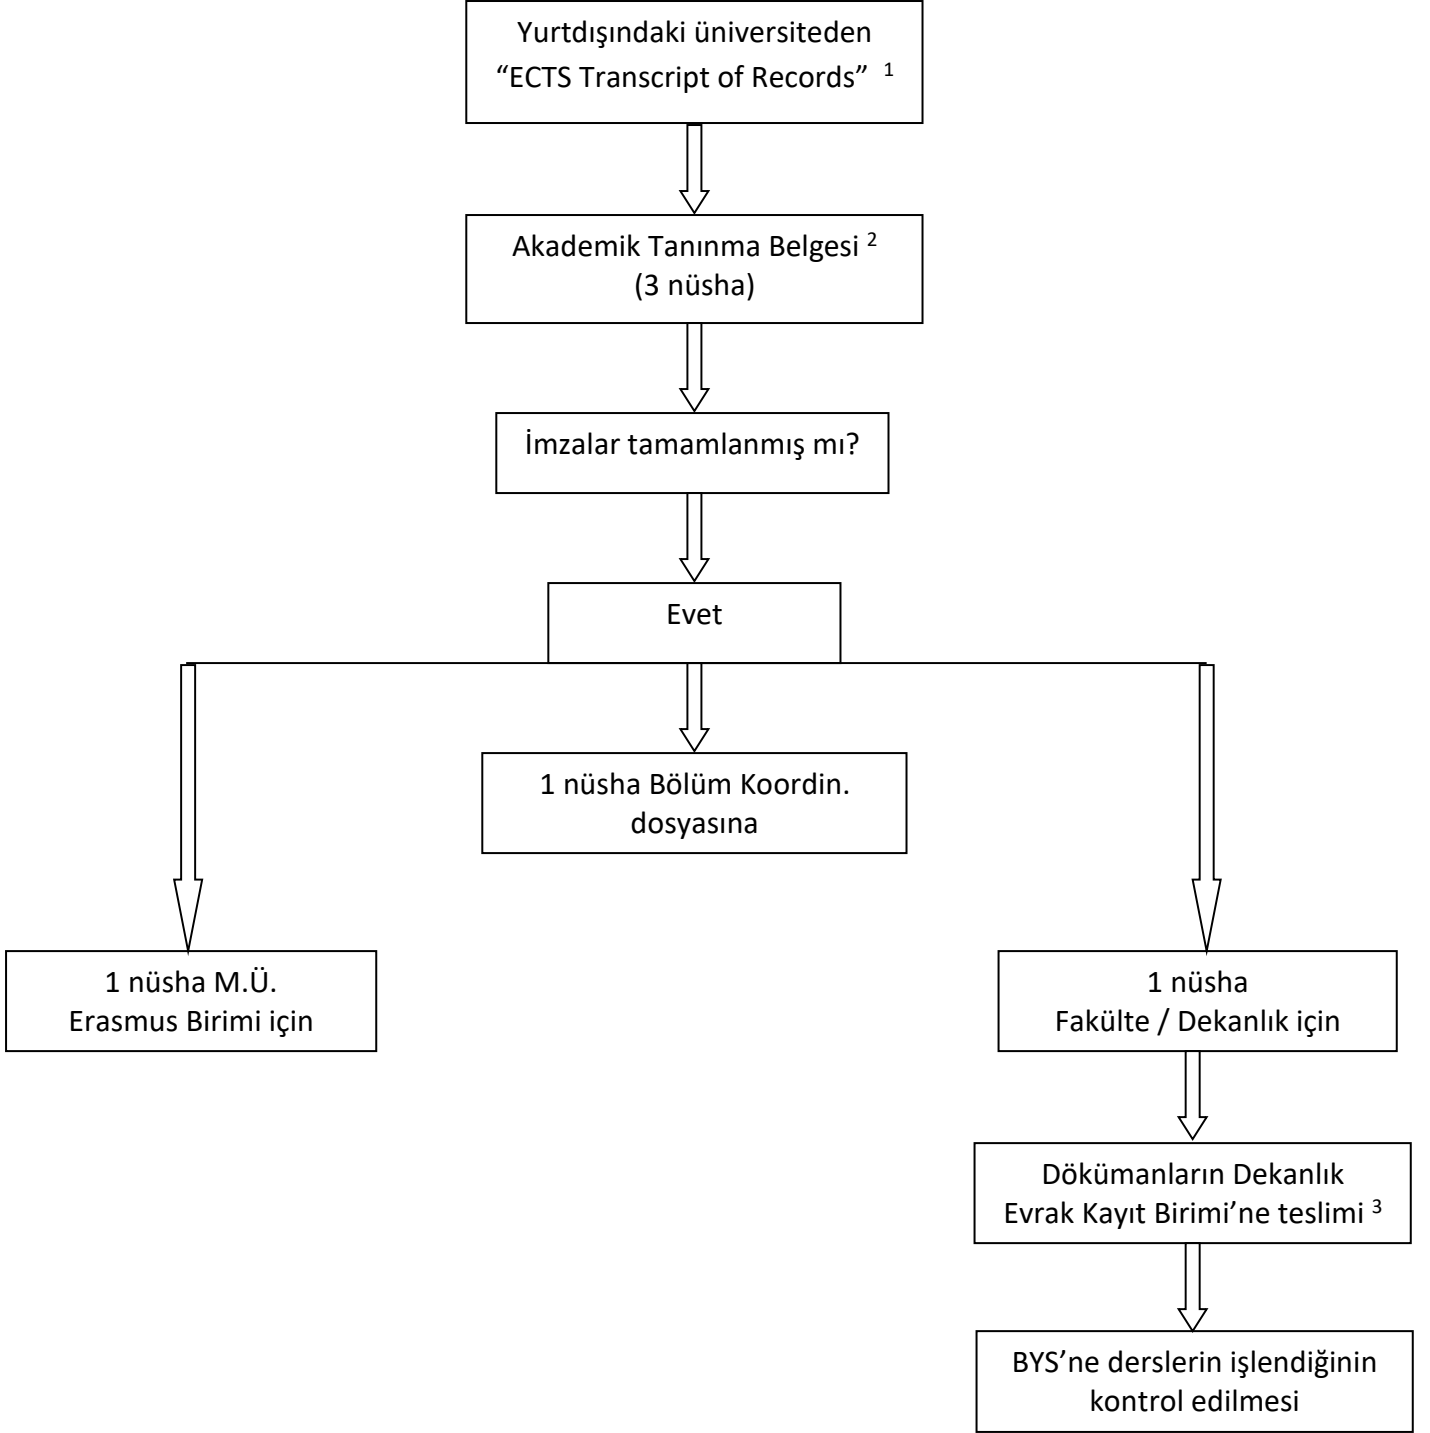 Yurtdışındaki üniversiteden
“ECTS Transcript of Records” 1
Akademik Tanınma Belgesi 2
(3 nüsha)
İmzalar tamamlanmış mı?
Evet
1 nüsha Bölüm Koordin.
dosyasına
1 nüsha M.Ü.
Erasmus Birimi için
1 nüsha
Fakülte / Dekanlık için
Dökümanların Dekanlık
Evrak Kayıt Birimi’ne teslimi 3
BYS’ne derslerin işlendiğinin
kontrol edilmesi